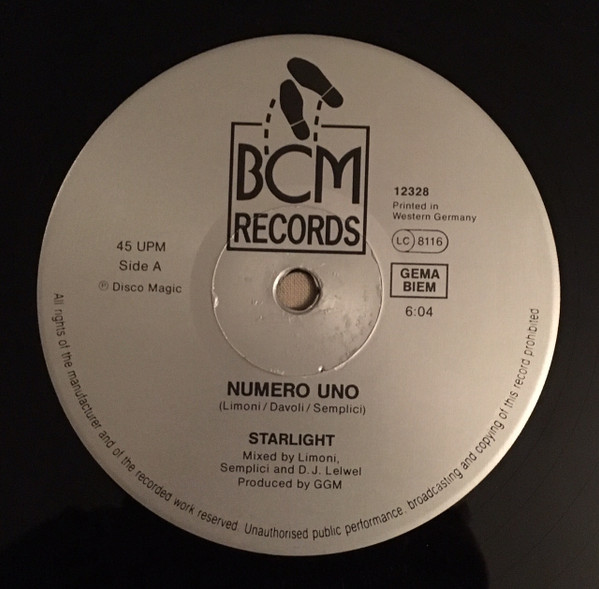 BCM
RECORDS
12328
Printed in
Western Germany
LC 8116
GEMA
BIEM
6:04
45 UPM
Side A
Ⓟ Disco Magic
NUMERO UNO
(Limoni/Davoli/Semplici)
STARLIGHT
Mixed by Limoni,
Semplici and D.J. Lelwel
Produced by GGM
All rights of the manufacturer and of the recorded work reserved. Unauthorised public performance, broadcasting and copying of this record prohibited